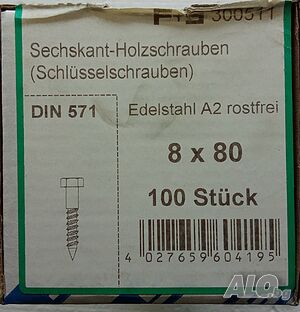 F+G 300511
Sechskant-Holzschrauben
(Schlüsselschrauben)
DIN 571
Edelstahl A2 rostfrei
8 x 80
100 Stück
4 027659 604195
ALO.bg